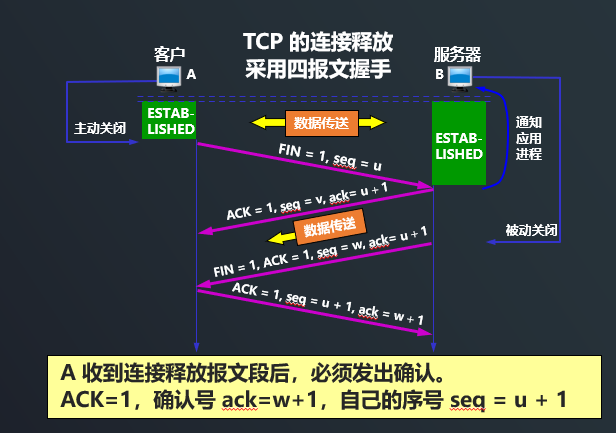 TCP 的连接释放
采用四报文握手
客户
A
服务器
B
ESTAB-
LISHED
主动关闭
数据传送
ESTAB-
LISHED
通知
应用
进程
FIN = 1, seq = u
ACK = 1, seq = v, ack= u + 1
数据传送
被动关闭
FIN = 1, ACK = 1, seq = w, ack= u + 1
ACK = 1, seq = u + 1, ack = w + 1
A 收到连接释放报文段后，必须发出确认。
ACK=1，确认号 ack=w+1，自己的序号 seq = u + 1